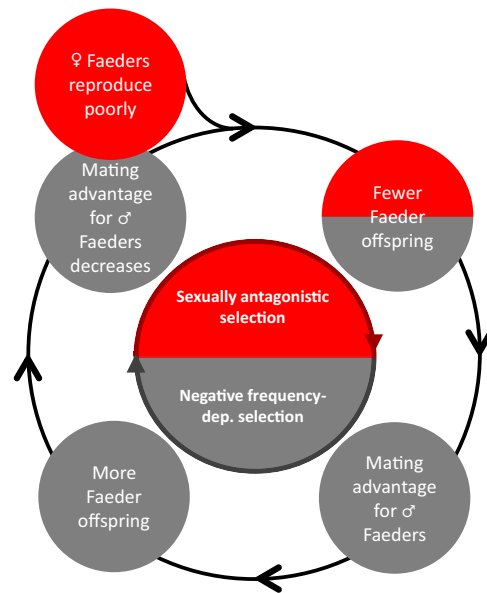 ♀ Faeders
reproduce
poorly
Mating
advantage
for ♂
Faeders
decreases
Fewer
Faeder
offspring
Sexually antagonistic
selection
Negative frequency-
dep. selection
More
Faeder
offspring
Mating
advantage
for ♂
Faeders